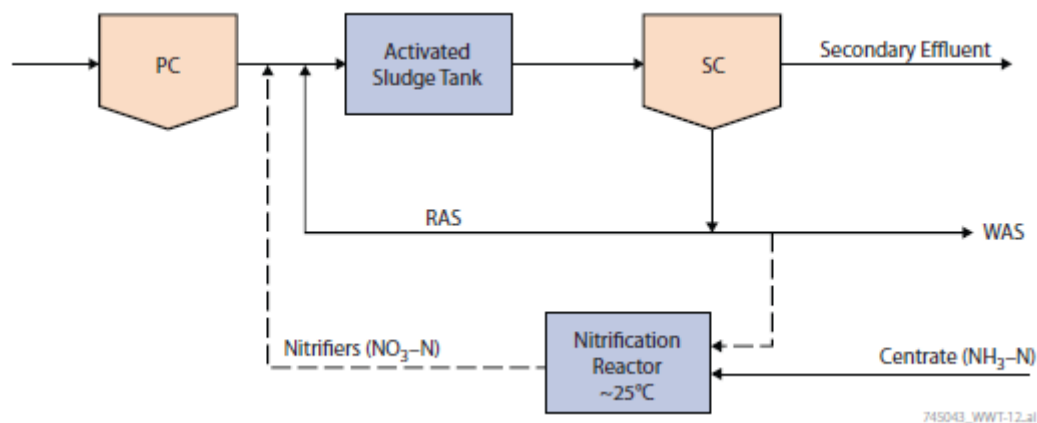 PC
Activated
Sludge Tank
SC
Secondary Effluent
RAS
WAS
Nitrifiers (NO₃–N)
Nitrification
Reactor
~25°C
Centrate (NH₃–N)
745043_WWT-12.ai